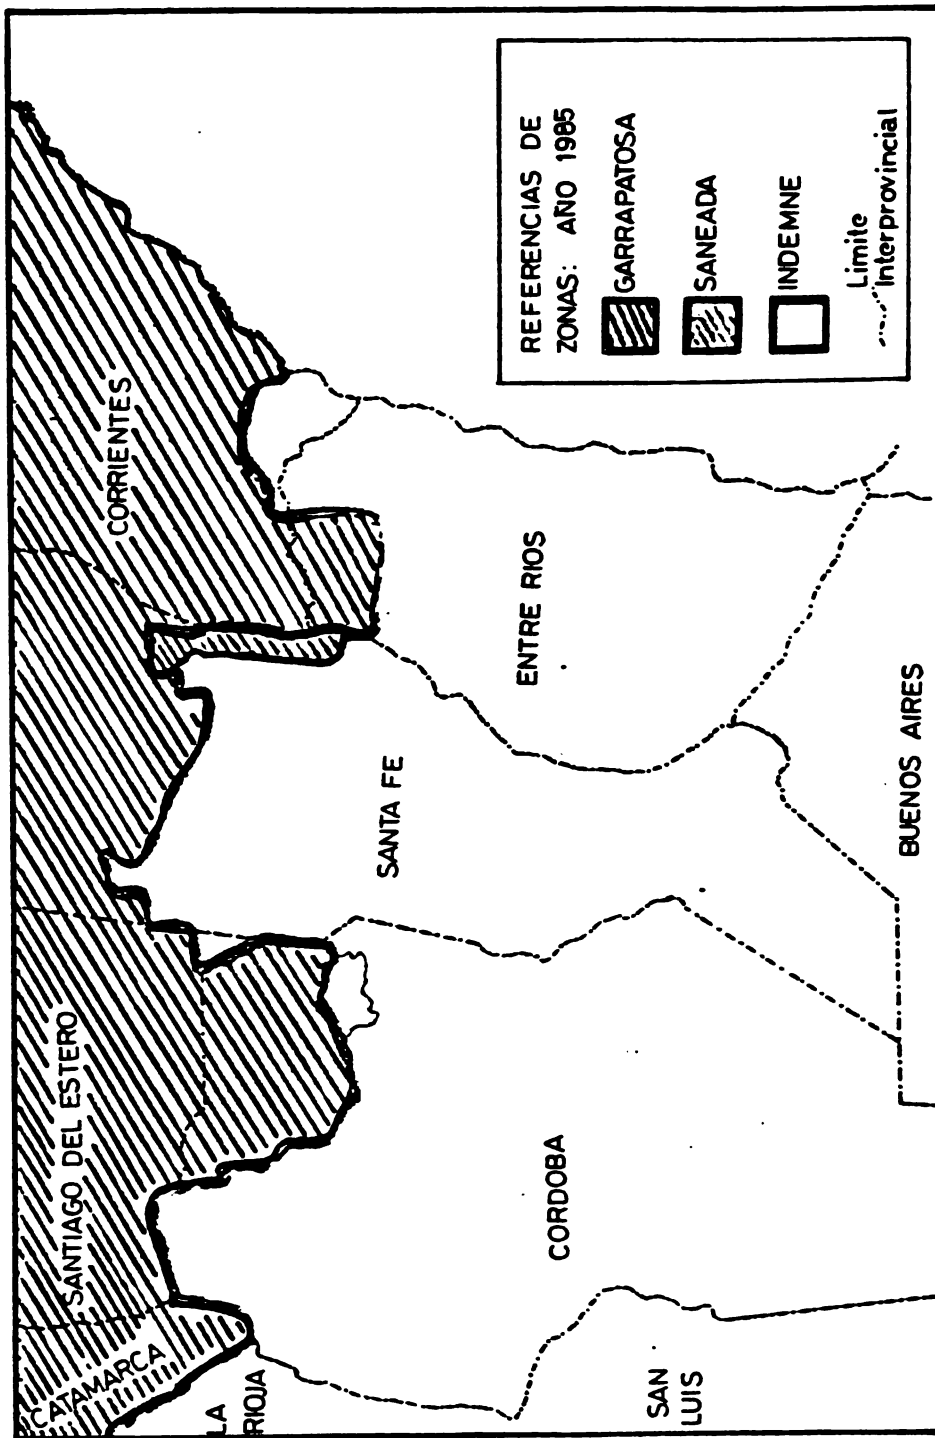 REFERENCIAS DE
ZONAS: AÑO 1985
GARRAPATOSA
SANEADA
INDEMNE
Limite
Interprovincial
CORRIENTES
SANTIAGO DEL ESTERO
CATAMARCA
LA
RIOJA
SANTA FE
ENTRE RIOS
CORDOBA
SAN
LUIS
BUENOS AIRES